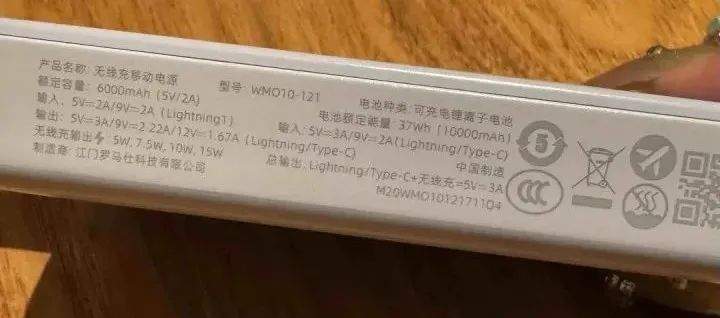 产品名称: 无线充移动电源 型号: WMO10-121 电池种类: 可充电锂离子电池
额定容量: 6000mAh (5V/2A) 电池额定能量: 37Wh (10000mAh)
输入: 5V=2A/9V=2A (Lightning1) 输入: 5V=3A/9V=2A(Lightning/Type-C)
输出: 5V=3A/9V=2.22A/12V=1.67A (Lightning/Type-C) 中国制造
无线充输出 5W, 7.5W, 10W, 15W 总输出: Lightning/Type-C+无线充=5V=3A
制造商: 江门罗马仕科技有限公司 M20WMO1012171104
5
CCC